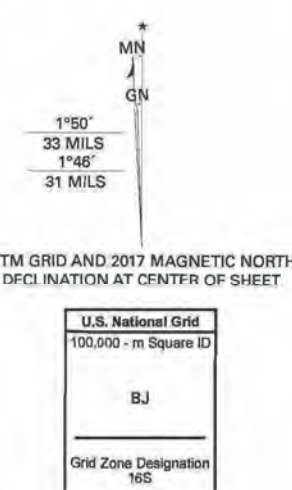 ★
MN
GN
1°50´
33 MILS
1°46´
31 MILS
TM GRID AND 2017 MAGNETIC NORTH
DECLINATION AT CENTER OF SHEET
U.S. National Grid
100,000 - m Square ID
BJ
Grid Zone Designation
16S